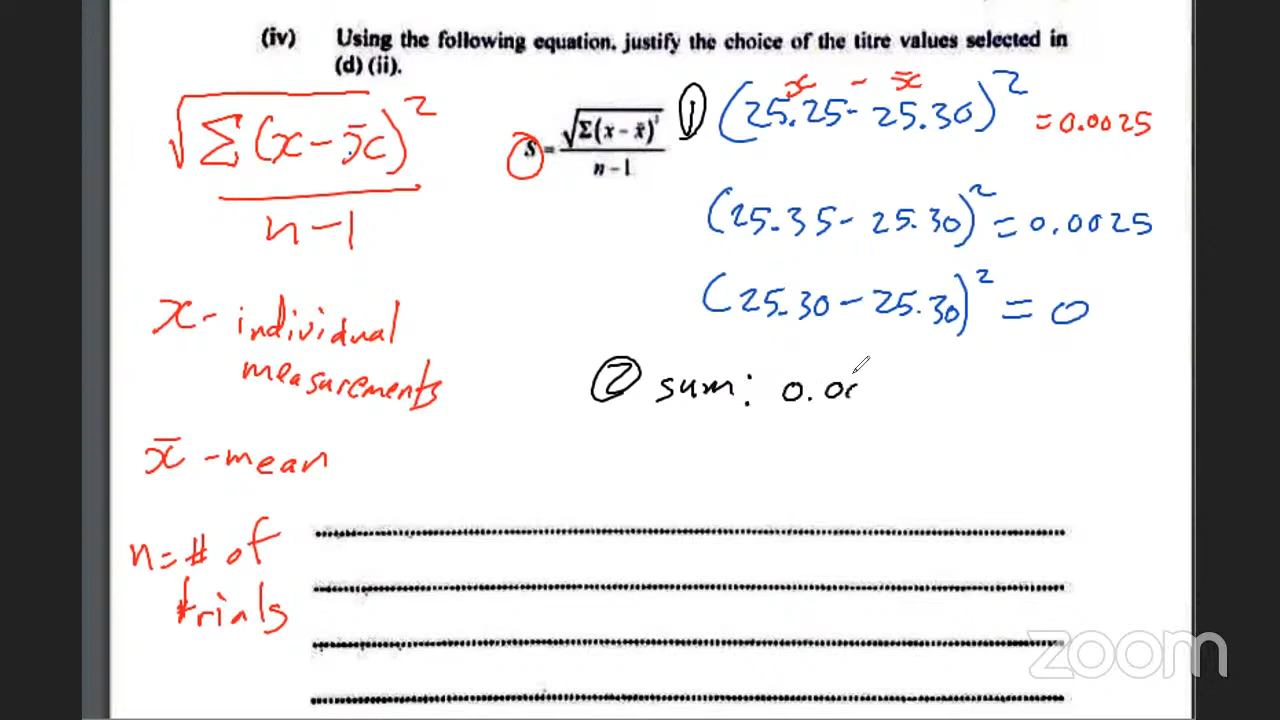 (iv) Using the following equation, justify the choice of the titre values selected in
(d) (ii).
√Σ(x – x̄)²
n – 1
S = √Σ(x – x̄)² / n – 1
x – x̄
① (25.25 - 25.30)² = 0.0025
(25.35 - 25.30)² = 0.0025
(25.30 - 25.30)² = 0
x - individual
measurements
② sum: 0.00
x̄ - mean
n = # of
trials
zoom